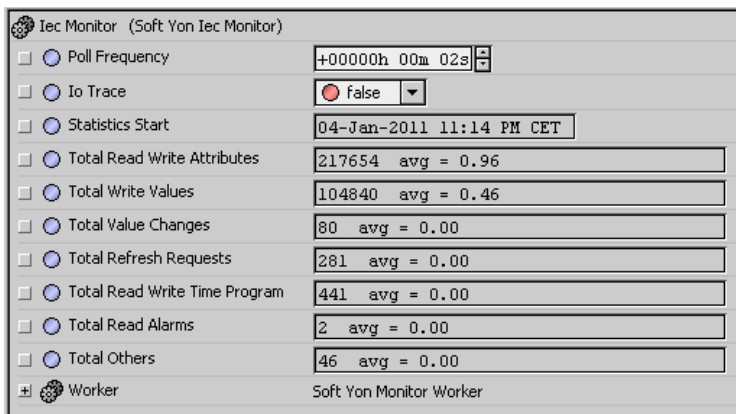 Iec Monitor (Soft Yon Iec Monitor)
Poll Frequency +00000h 00m 02s
Io Trace false
Statistics Start 04-Jan-2011 11:14 PM CET
Total Read Write Attributes 217654 avg = 0.96
Total Write Values 104840 avg = 0.46
Total Value Changes 80 avg = 0.00
Total Refresh Requests 281 avg = 0.00
Total Read Write Time Program 441 avg = 0.00
Total Read Alarms 2 avg = 0.00
Total Others 46 avg = 0.00
Worker Soft Yon Monitor Worker